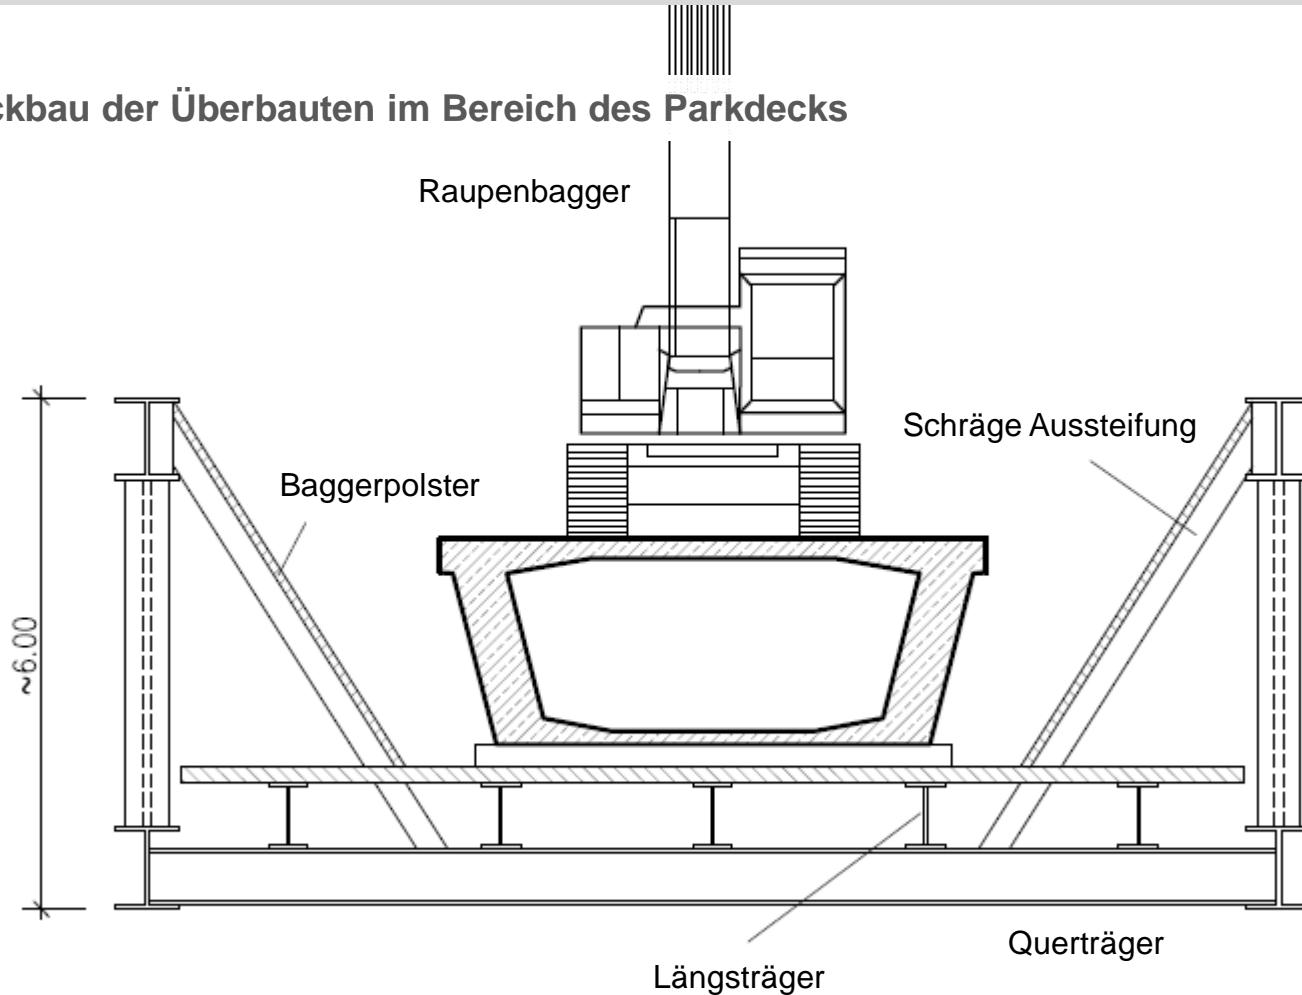 ckbau der Überbauten im Bereich des Parkdecks
Raupenbagger
Schräge Aussteifung
Baggerpolster
~6.00
Querträger
Längsträger